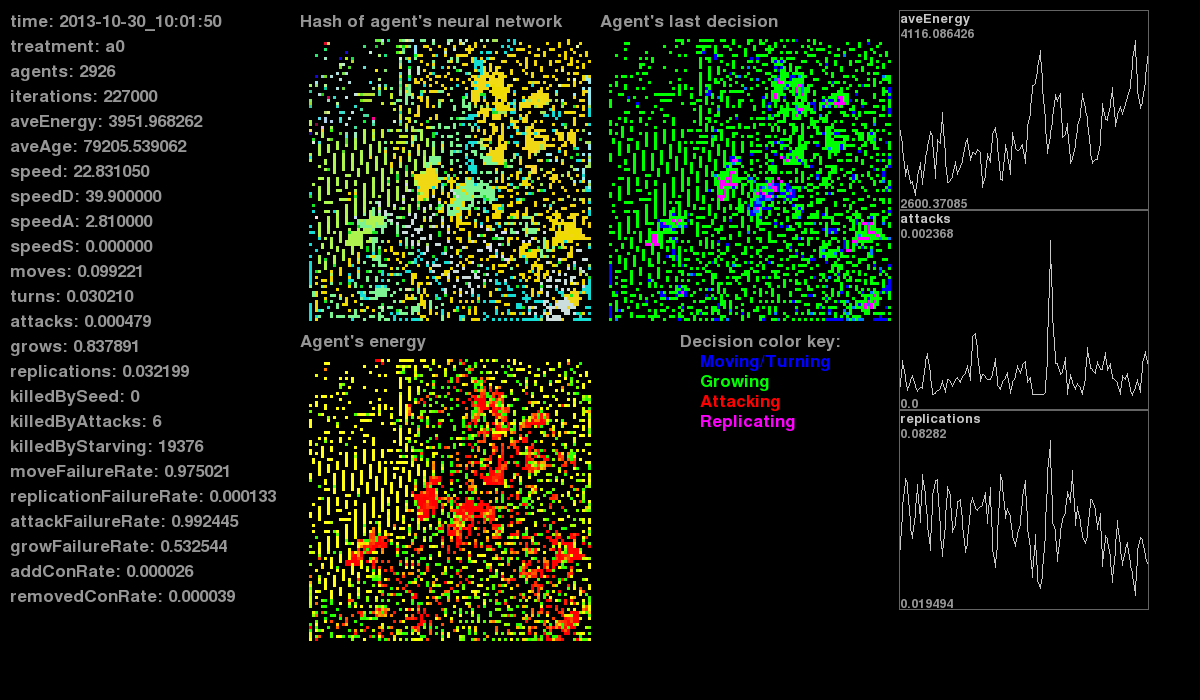 time: 2013-10-30_10:01:50
treatment: a0
agents: 2926
iterations: 227000
aveEnergy: 3951.968262
aveAge: 79205.539062
speed: 22.831050
speedD: 39.900000
speedA: 2.810000
speedS: 0.000000
moves: 0.099221
turns: 0.030210
attacks: 0.000479
grows: 0.837891
replications: 0.032199
killedBySeed: 0
killedByAttacks: 6
killedByStarving: 19376
moveFailureRate: 0.975021
replicationFailureRate: 0.000133
attackFailureRate: 0.992445
growFailureRate: 0.532544
addConRate: 0.000026
removedConRate: 0.000039
Hash of agent's neural network
Agent's last decision
Agent's energy
Decision color key:
Moving/Turning
Growing
Attacking
Replicating
aveEnergy
4116.086426
2600.37085
attacks
0.002368
0.0
replications
0.08282
0.019494